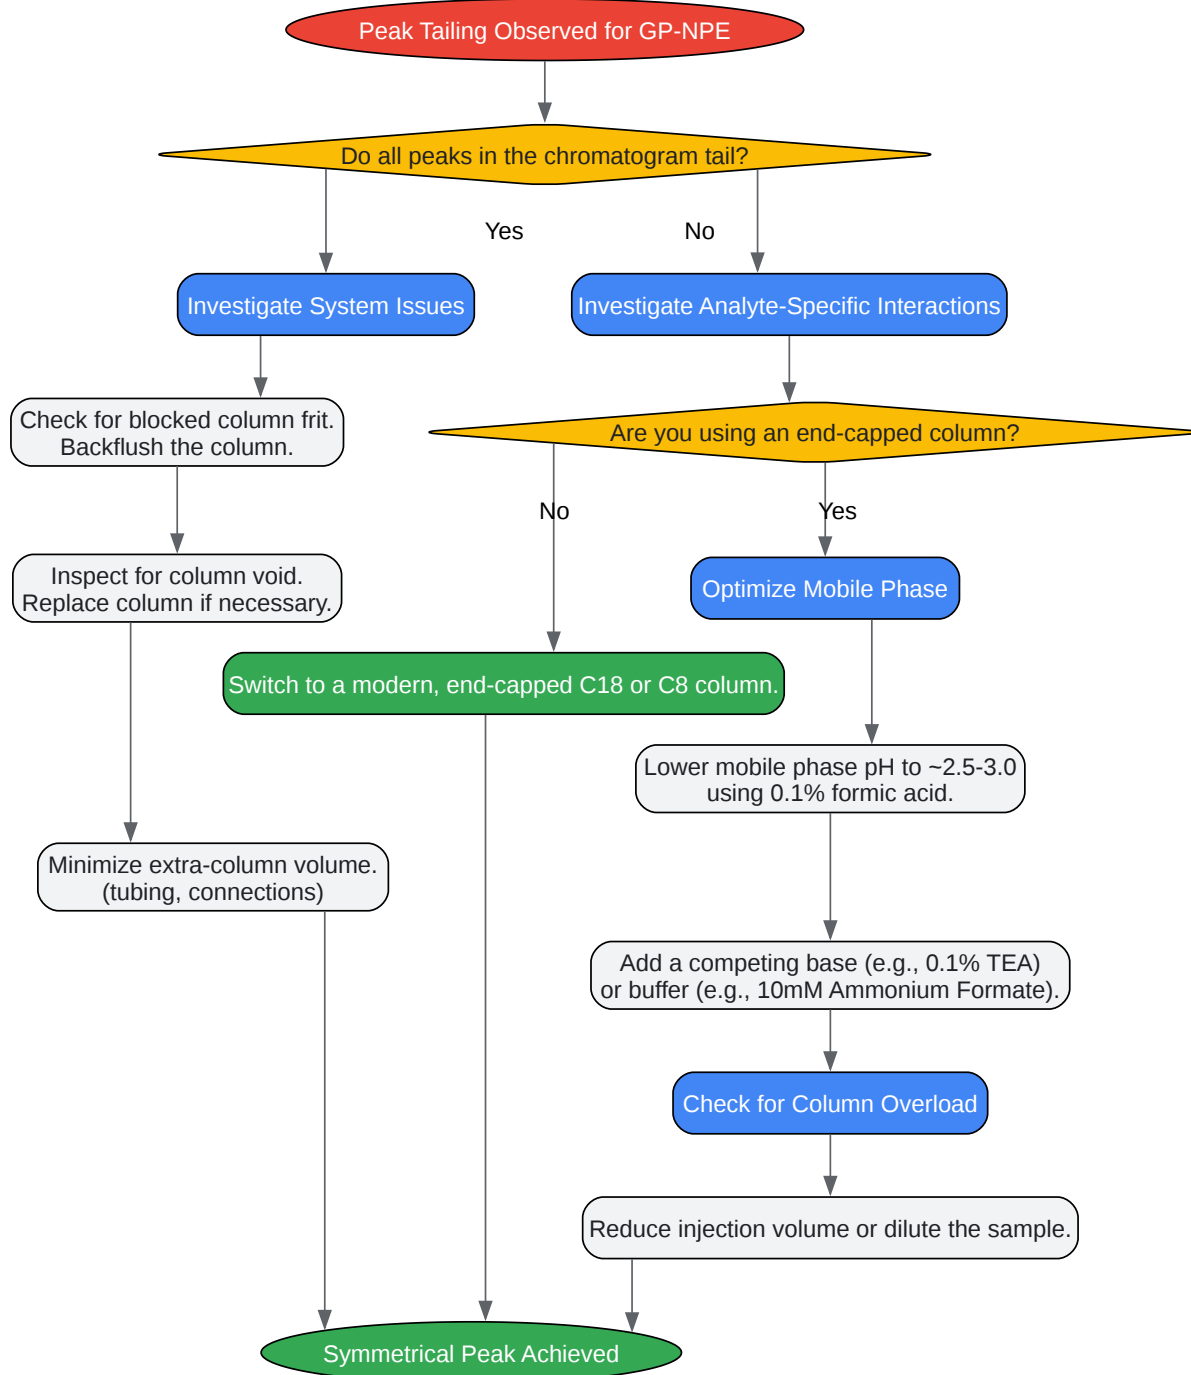 Peak Tailing Observed for GP-NPE
Do all peaks in the chromatogram tail?
Yes
No
Investigate System Issues
Investigate Analyte-Specific Interactions
Check for blocked column frit.
Backflush the column.
Are you using an end-capped column?
No
Yes
Inspect for column void.
Replace column if necessary.
Optimize Mobile Phase
Switch to a modern, end-capped C18 or C8 column.
Lower mobile phase pH to ~2.5-3.0
using 0.1% formic acid.
Minimize extra-column volume.
(tubing, connections)
Add a competing base (e.g., 0.1% TEA)
or buffer (e.g., 10mM Ammonium Formate).
Check for Column Overload
Reduce injection volume or dilute the sample.
Symmetrical Peak Achieved